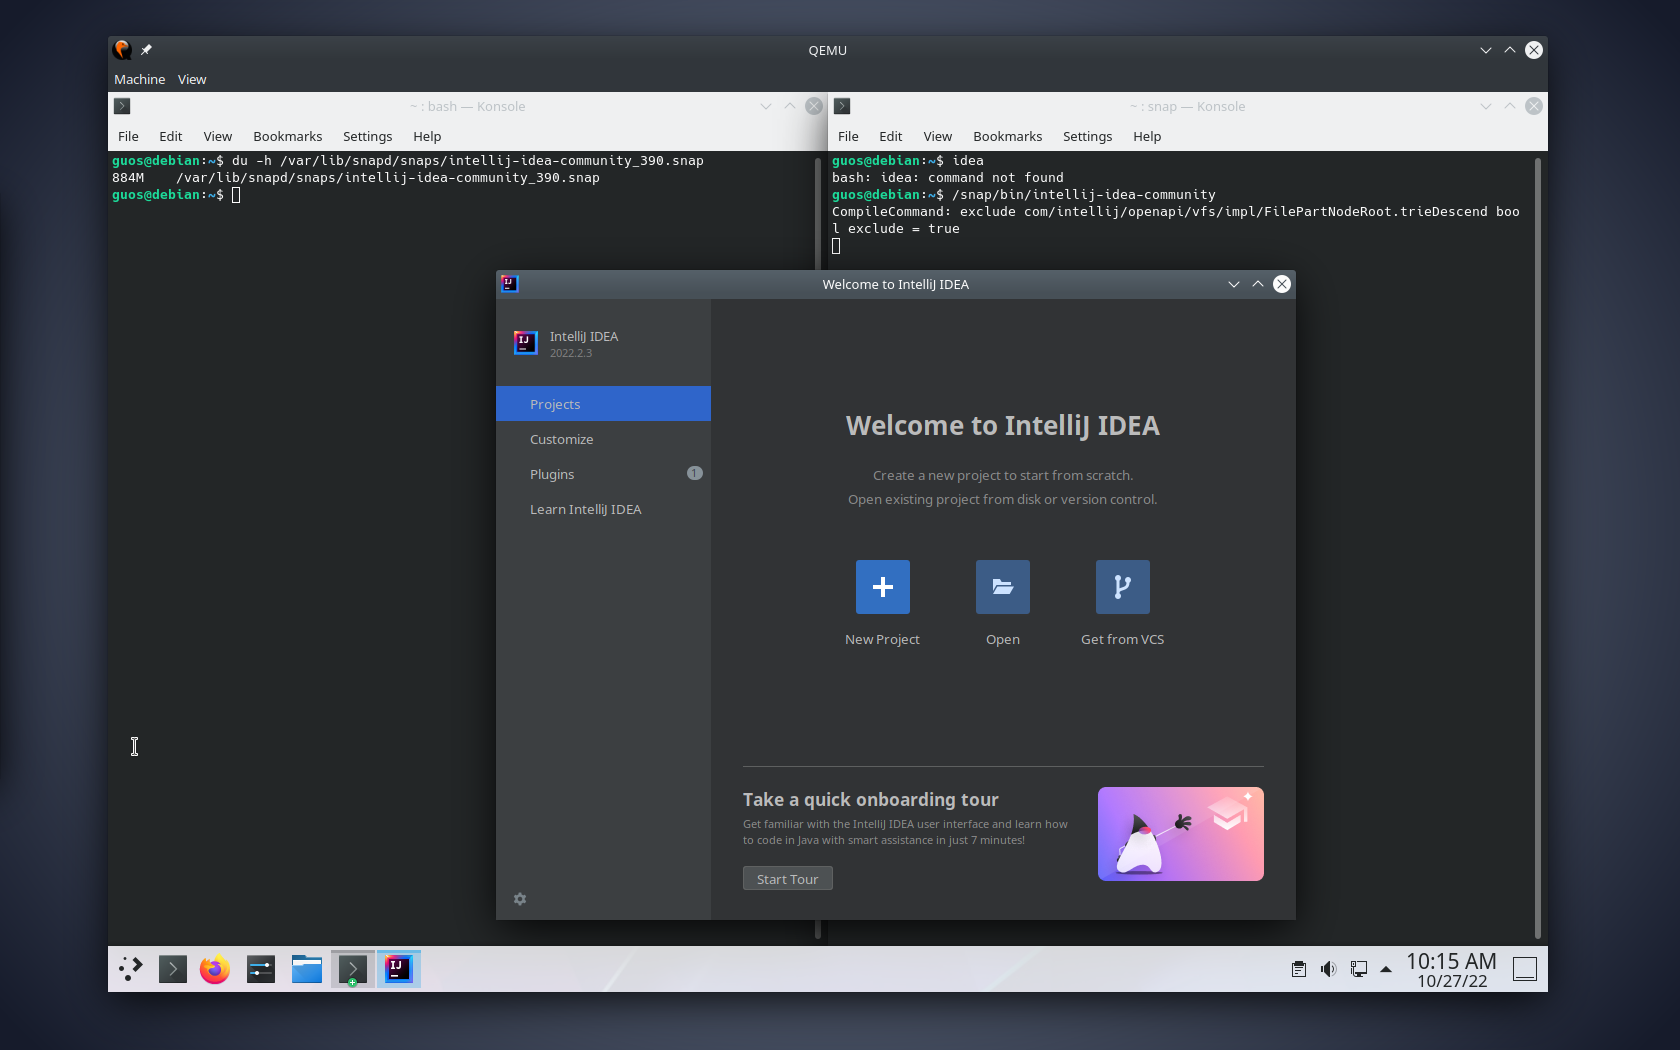 QEMU
Machine View
~ : bash — Konsole
File Edit View Bookmarks Settings Help
guos@debian:~$ du -h /var/lib/snapd/snaps/intellij-idea-community_390.snap
884M /var/lib/snapd/snaps/intellij-idea-community_390.snap
guos@debian:~$
~ : snap — Konsole
File Edit View Bookmarks Settings Help
guos@debian:~$ idea
bash: idea: command not found
guos@debian:~$ /snap/bin/intellij-idea-community
CompileCommand: exclude com/intellij/openapi/vfs/impl/FilePartNodeRoot.trieDescend boo
l exclude = true
IJ
Welcome to IntelliJ IDEA
IJ
IntelliJ IDEA
2022.2.3
Projects
Customize
Plugins 1
Learn IntelliJ IDEA
Welcome to IntelliJ IDEA
Create a new project to start from scratch.
Open existing project from disk or version control.
New Project Open Get from VCS
Take a quick onboarding tour
Get familiar with the IntelliJ IDEA user interface and learn how
to code in Java with smart assistance in just 7 minutes!
Start Tour
IJ
10:15 AM
10/27/22